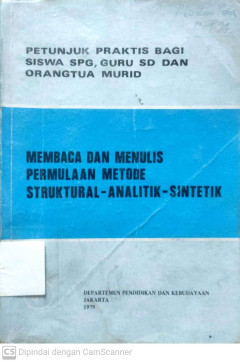 PETUNJUK PRAKTIS BAGI
SISWA SPG, GURU SD DAN
ORANGTUA MURID
MEMBACA DAN MENULIS
PERMULAAN METODE
STRUKTURAL-ANALITIK-SINTETIK
DEPARTEMEN PENDIDIKAN DAN KEBUDAYAAN
JAKARTA
1979
CS Dipindai dengan CamScanner